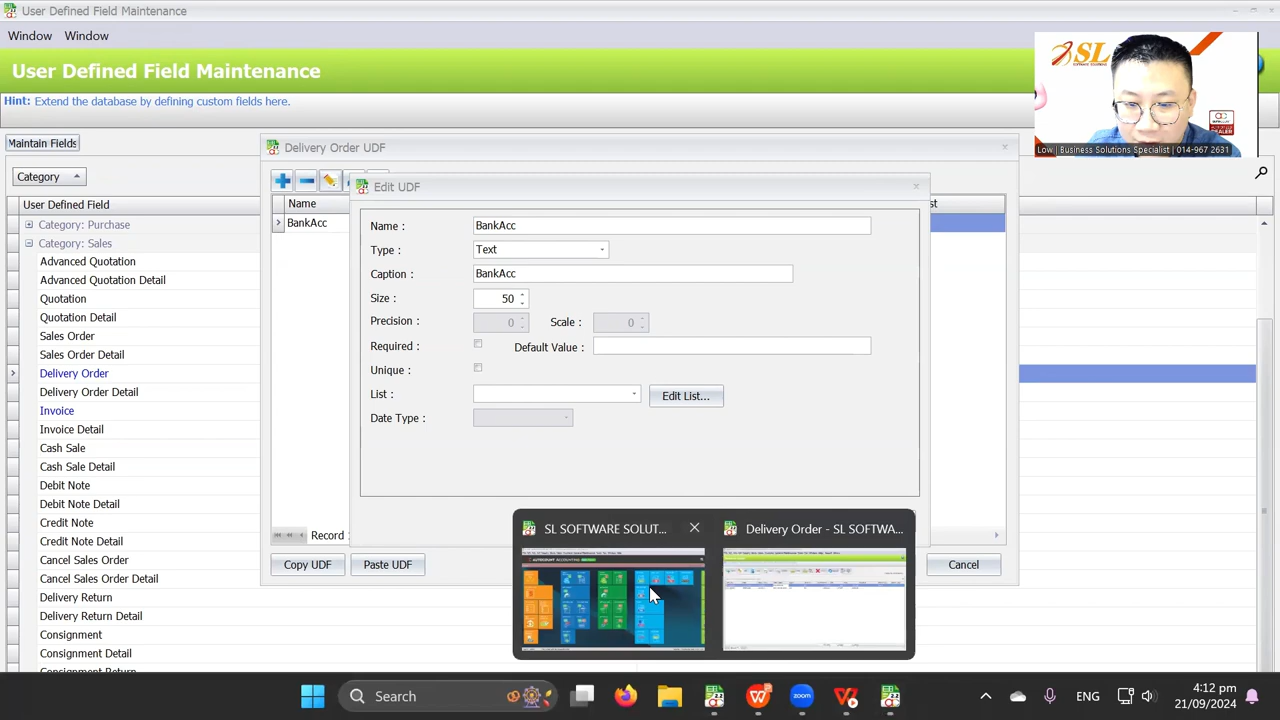 User Defined Field Maintenance
Window Window
User Defined Field Maintenance
Hint: Extend the database by defining custom fields here.
SL
Low | Business Solutions Specialist | 014-967 2631
Maintain Fields
Category
User Defined Field
Category: Purchase
Category: Sales
Advanced Quotation
Advanced Quotation Detail
Quotation
Quotation Detail
Sales Order
Sales Order Detail
Delivery Order
Delivery Order Detail
Invoice
Invoice Detail
Cash Sale
Cash Sale Detail
Debit Note
Debit Note Detail
Credit Note
Credit Note Detail
Cancel Sales Order
Cancel Sales Order Detail
Delivery Return
Delivery Return Detail
Consignment
Consignment Detail
Delivery Order UDF
Name
BankAcc
Record
Copy UDF Paste UDF Cancel
Edit UDF
Name : BankAcc
Type : Text
Caption : BankAcc
Size : 50
Precision : 0 Scale : 0
Required : Default Value :
Unique :
List : Edit List...
Date Type :
SL SOFTWARE SOLUT...
Delivery Order - SL SOFTWA...
Search
ENG
4:12 pm
21/09/2024